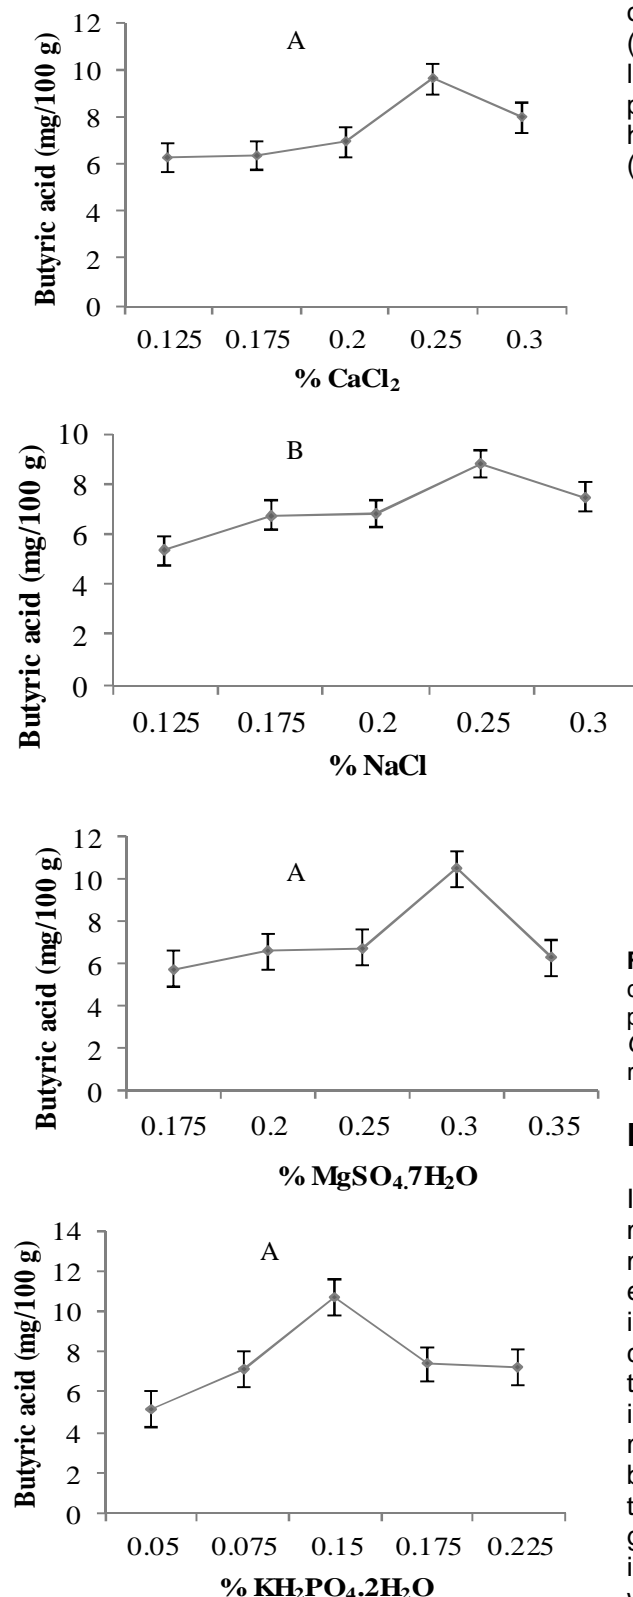 12
A
10
8
6
4
2
0
Butyric acid (mg/100 g)
0.125 0.175 0.2 0.25 0.3
% CaCl₂
10
B
8
6
4
2
0
Butyric acid (mg/100 g)
0.125 0.175 0.2 0.25 0.3
% NaCl
12
A
10
8
6
4
2
0
Butyric acid (mg/100 g)
0.175 0.2 0.25 0.3 0.35
% MgSO₄.7H₂O
14
A
12
10
8
6
4
2
0
Butyric acid (mg/100 g)
0.05 0.075 0.15 0.175 0.225
% KH₂PO₄.2H₂O